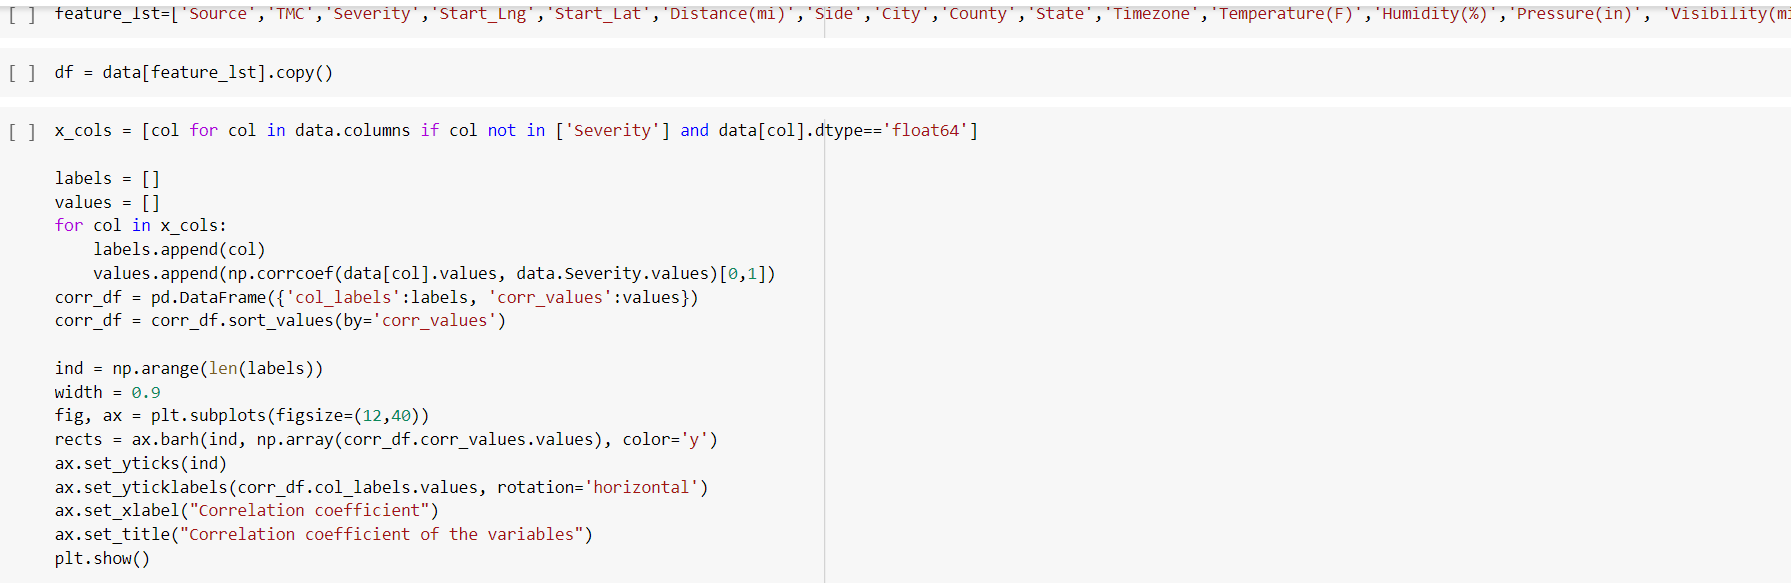 [ ] feature_lst=['Source','TMC','Severity','Start_Lng','Start_Lat','Distance(mi)','Side','City','County','State','Timezone','Temperature(F)','Humidity(%)','Pressure(in)', 'Visibility(mi
[ ] df = data[feature_lst].copy()
[ ] x_cols = [col for col in data.columns if col not in ['Severity'] and data[col].dtype=='float64']
labels = []
values = []
for col in x_cols:
    labels.append(col)
    values.append(np.corrcoef(data[col].values, data.Severity.values)[0,1])
corr_df = pd.DataFrame({'col_labels':labels, 'corr_values':values})
corr_df = corr_df.sort_values(by='corr_values')
ind = np.arange(len(labels))
width = 0.9
fig, ax = plt.subplots(figsize=(12,40))
rects = ax.barh(ind, np.array(corr_df.corr_values.values), color='y')
ax.set_yticks(ind)
ax.set_yticklabels(corr_df.col_labels.values, rotation='horizontal')
ax.set_xlabel("Correlation coefficient")
ax.set_title("Correlation coefficient of the variables")
plt.show()